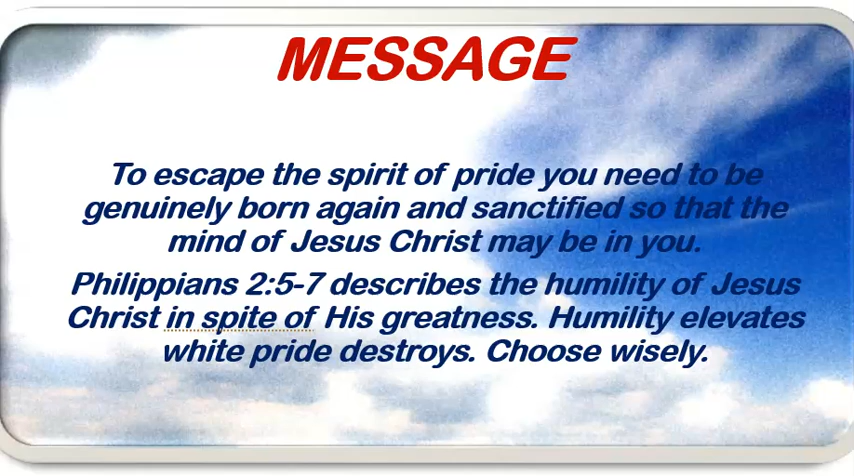 MESSAGE
To escape the spirit of pride you need to be
genuinely born again and sanctified so that the
mind of Jesus Christ may be in you.
Philippians 2:5-7 describes the humility of Jesus
Christ in spite of His greatness. Humility elevates
white pride destroys. Choose wisely.